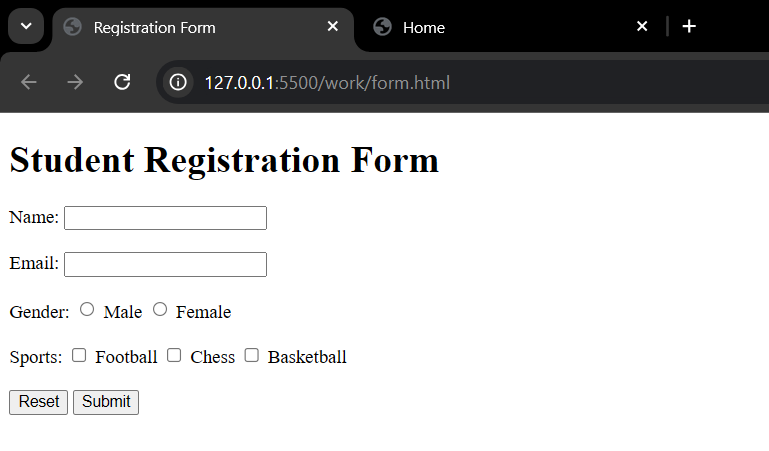 Registration Form Home
127.0.0.1:5500/work/form.html
Student Registration Form
Name:
Email:
Gender: Male Female
Sports: Football Chess Basketball
Reset Submit